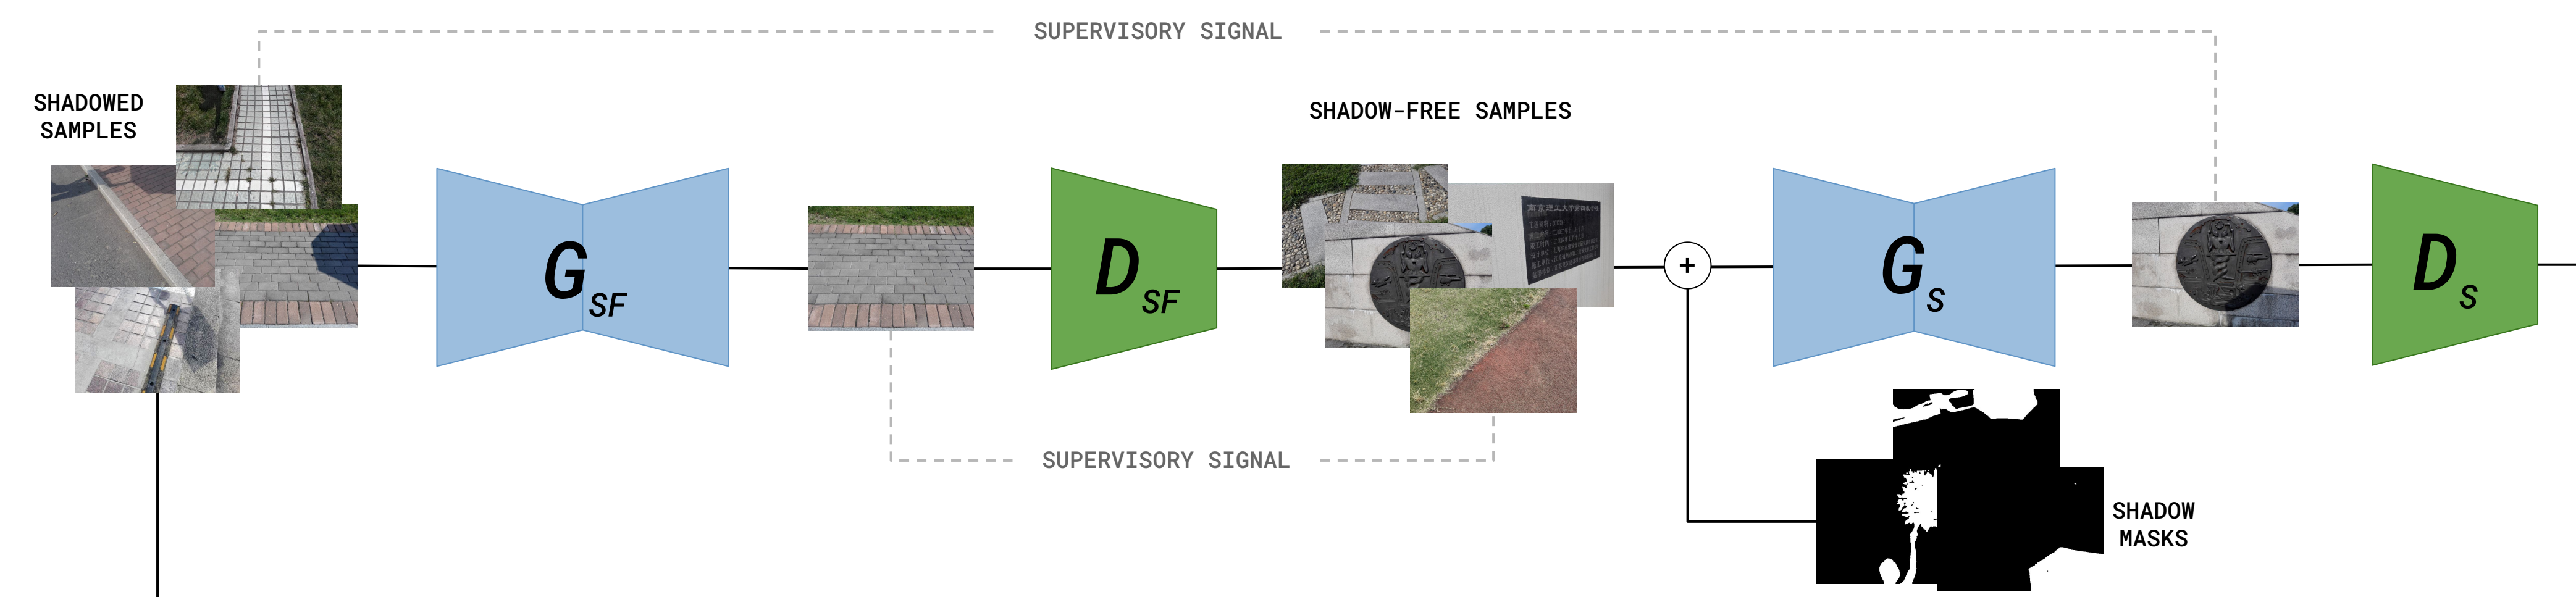 SUPERVISORY SIGNAL
SHADOWED
SAMPLES
SHADOW-FREE SAMPLES
G SF
D SF
+
G S
D S
SUPERVISORY SIGNAL
SHADOW
MASKS